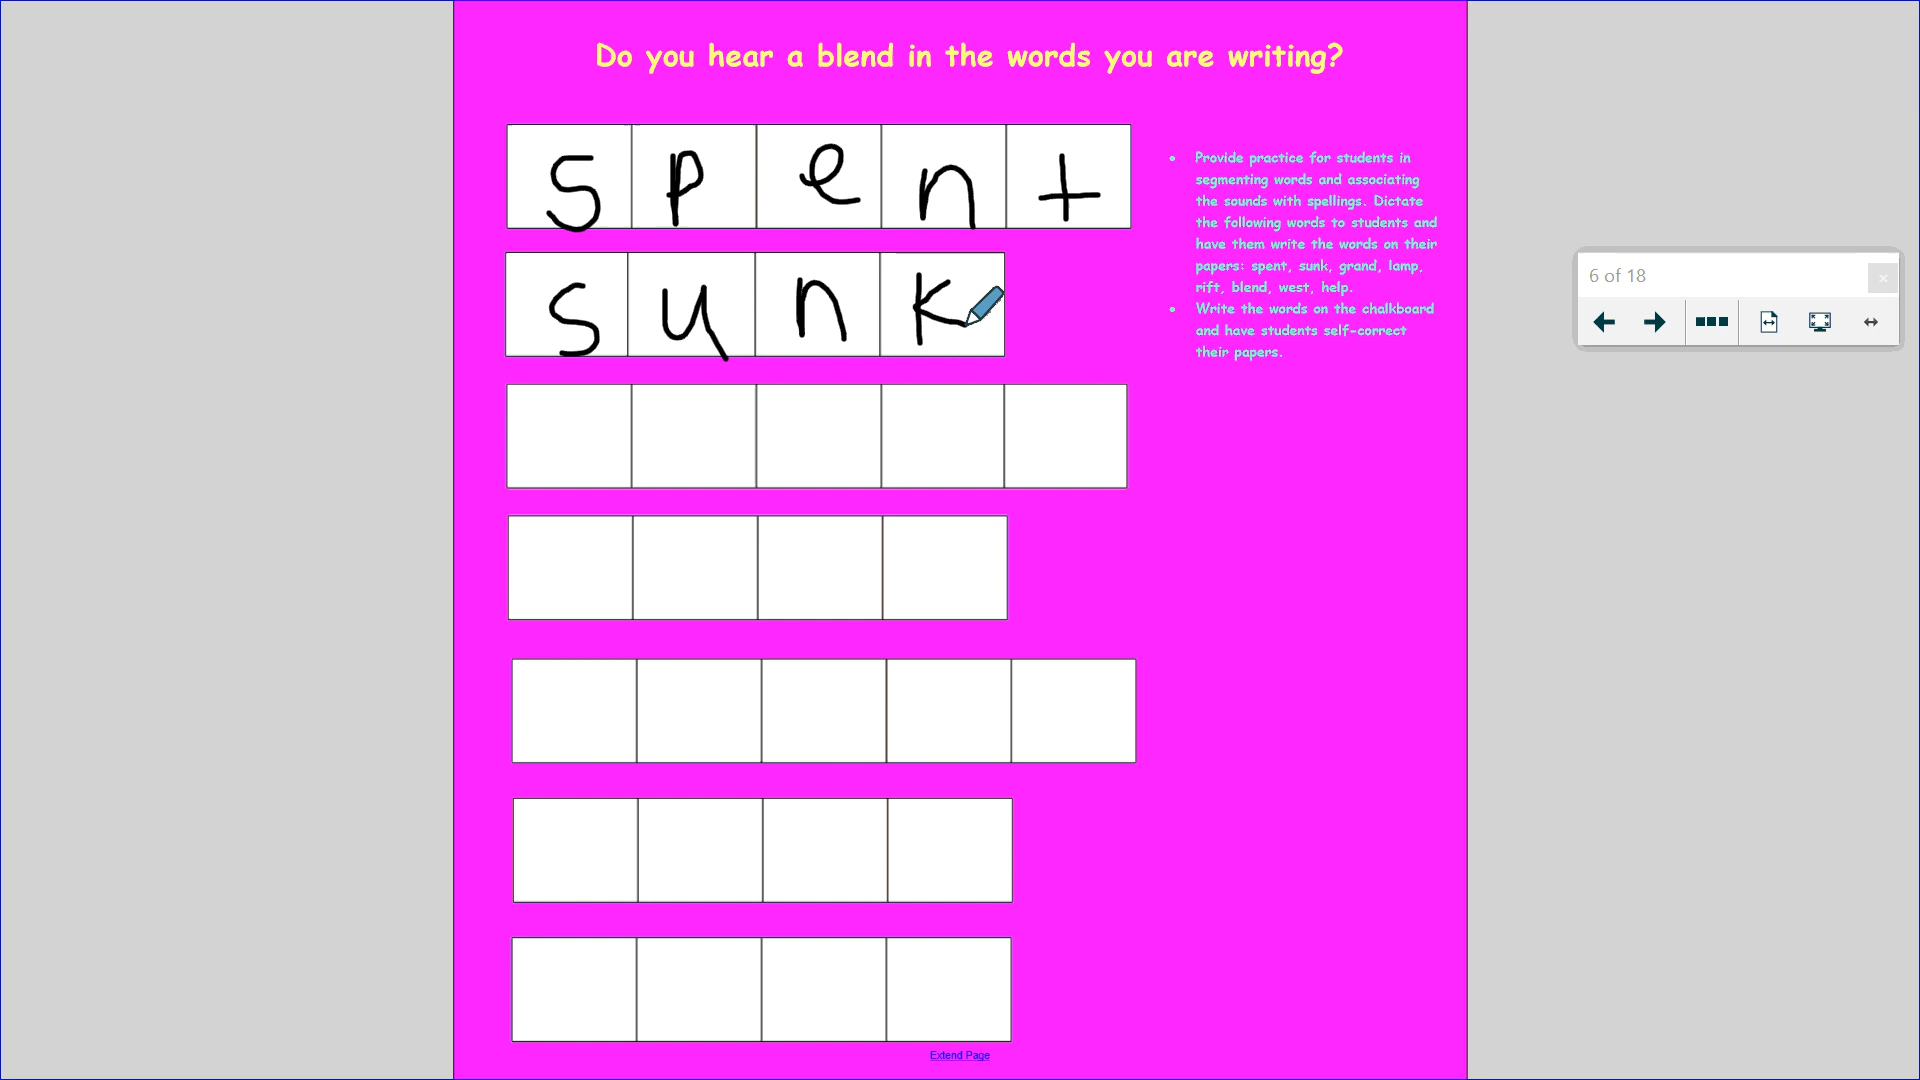 Do you hear a blend in the words you are writing?
spent
sunk
• Provide practice for students in
segmenting words and associating
the sounds with spellings. Dictate
the following words to students and
have them write the words on their
papers: spent, sunk, grand, lamp,
rift, blend, west, help.
• Write the words on the chalkboard
and have students self-correct
their papers.
6 of 18
Extend Page